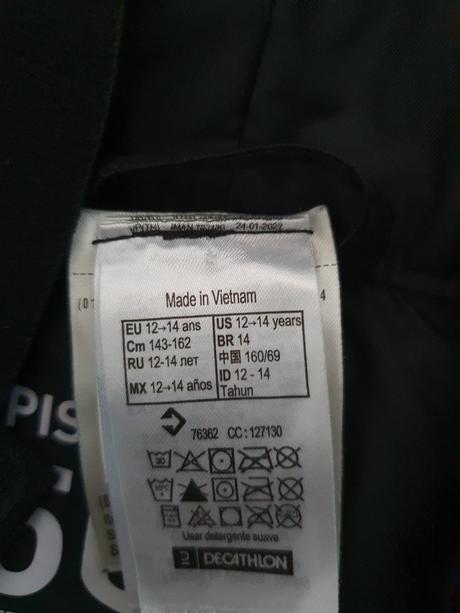 24-01-2022
Made in Vietnam
4
EU 12→14 ans
Cm 143-162
RU 12-14 лет
MX 12→14 años
US 12→14 years
BR 14
中国 160/69
ID 12 - 14
Tahun
76362 CC:127130
Usar detergente suave
DECATHLON
PIS